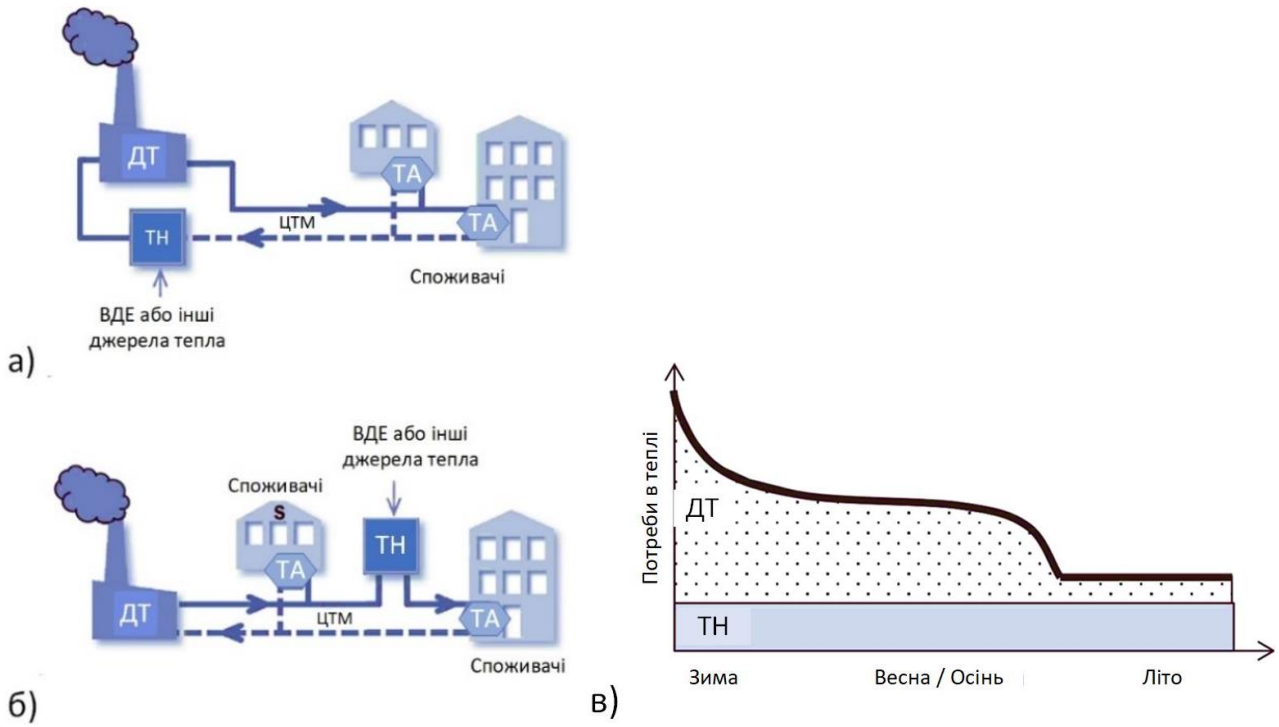 ДТ
ТА
ТА
ЦТМ
ТН
Споживачі
ВДЕ або інші
джерела тепла
а)
ВДЕ або інші
джерела тепла
Споживачі
S
ТН
ТА
ДТ
ЦТМ
ТА
Споживачі
б)
Потреби в теплі
ДТ
ТН
Зима
Весна / Осінь
Літо
в)